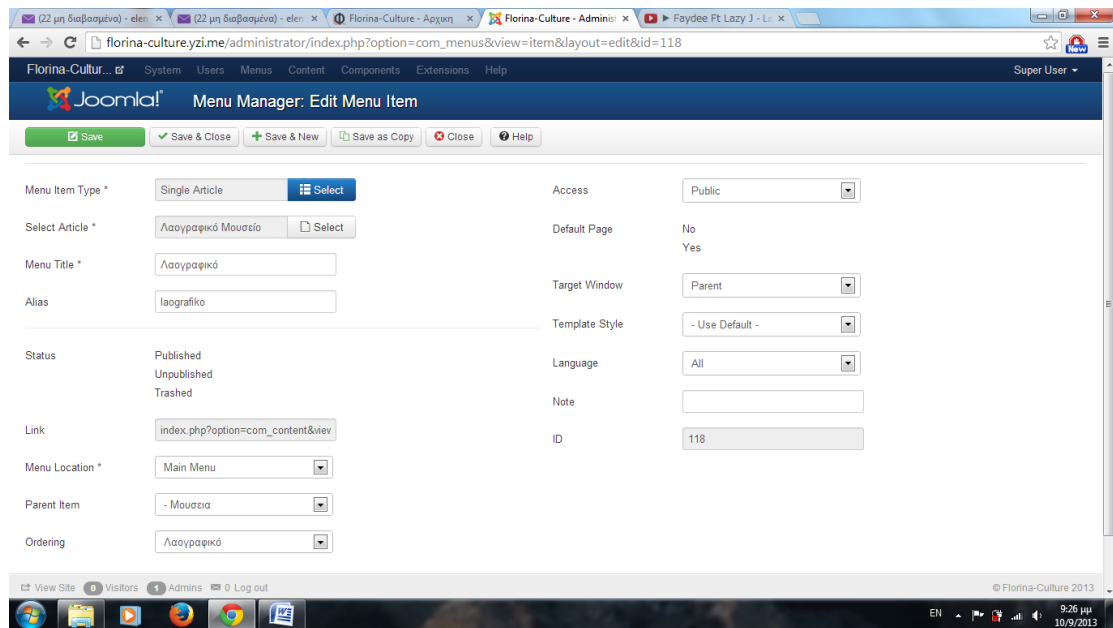 (22 μη διαβασμένα) - elen
(22 μη διαβασμένα) - elen
Florina-Culture - Αρχικη
Florina-Culture - Administ
Faydee Ft Lazy J - La
florina-culture.yzi.me/administrator/index.php?option=com_menus&view=item&layout=edit&id=118
New
Florina-Cultur... System Users Menus Content Components Extensions Help Super User
Joomla! Menu Manager: Edit Menu Item
Save Save & Close Save & New Save as Copy Close Help
Menu Item Type * Single Article Select
Select Article * Λαογραφικό Μουσείο Select
Menu Title * Λαογραφικό
Alias laografiko
Status Published
Unpublished
Trashed
Link index.php?option=com_content&view
Menu Location * Main Menu
Parent Item - Μουσεια
Ordering Λαογραφικό
Access Public
Default Page No
Yes
Target Window Parent
Template Style - Use Default -
Language All
Note
ID 118
View Site 0 Visitors 1 Admins 0 Log out © Florina-Culture 2013
EN 9:26 μμ
10/9/2013